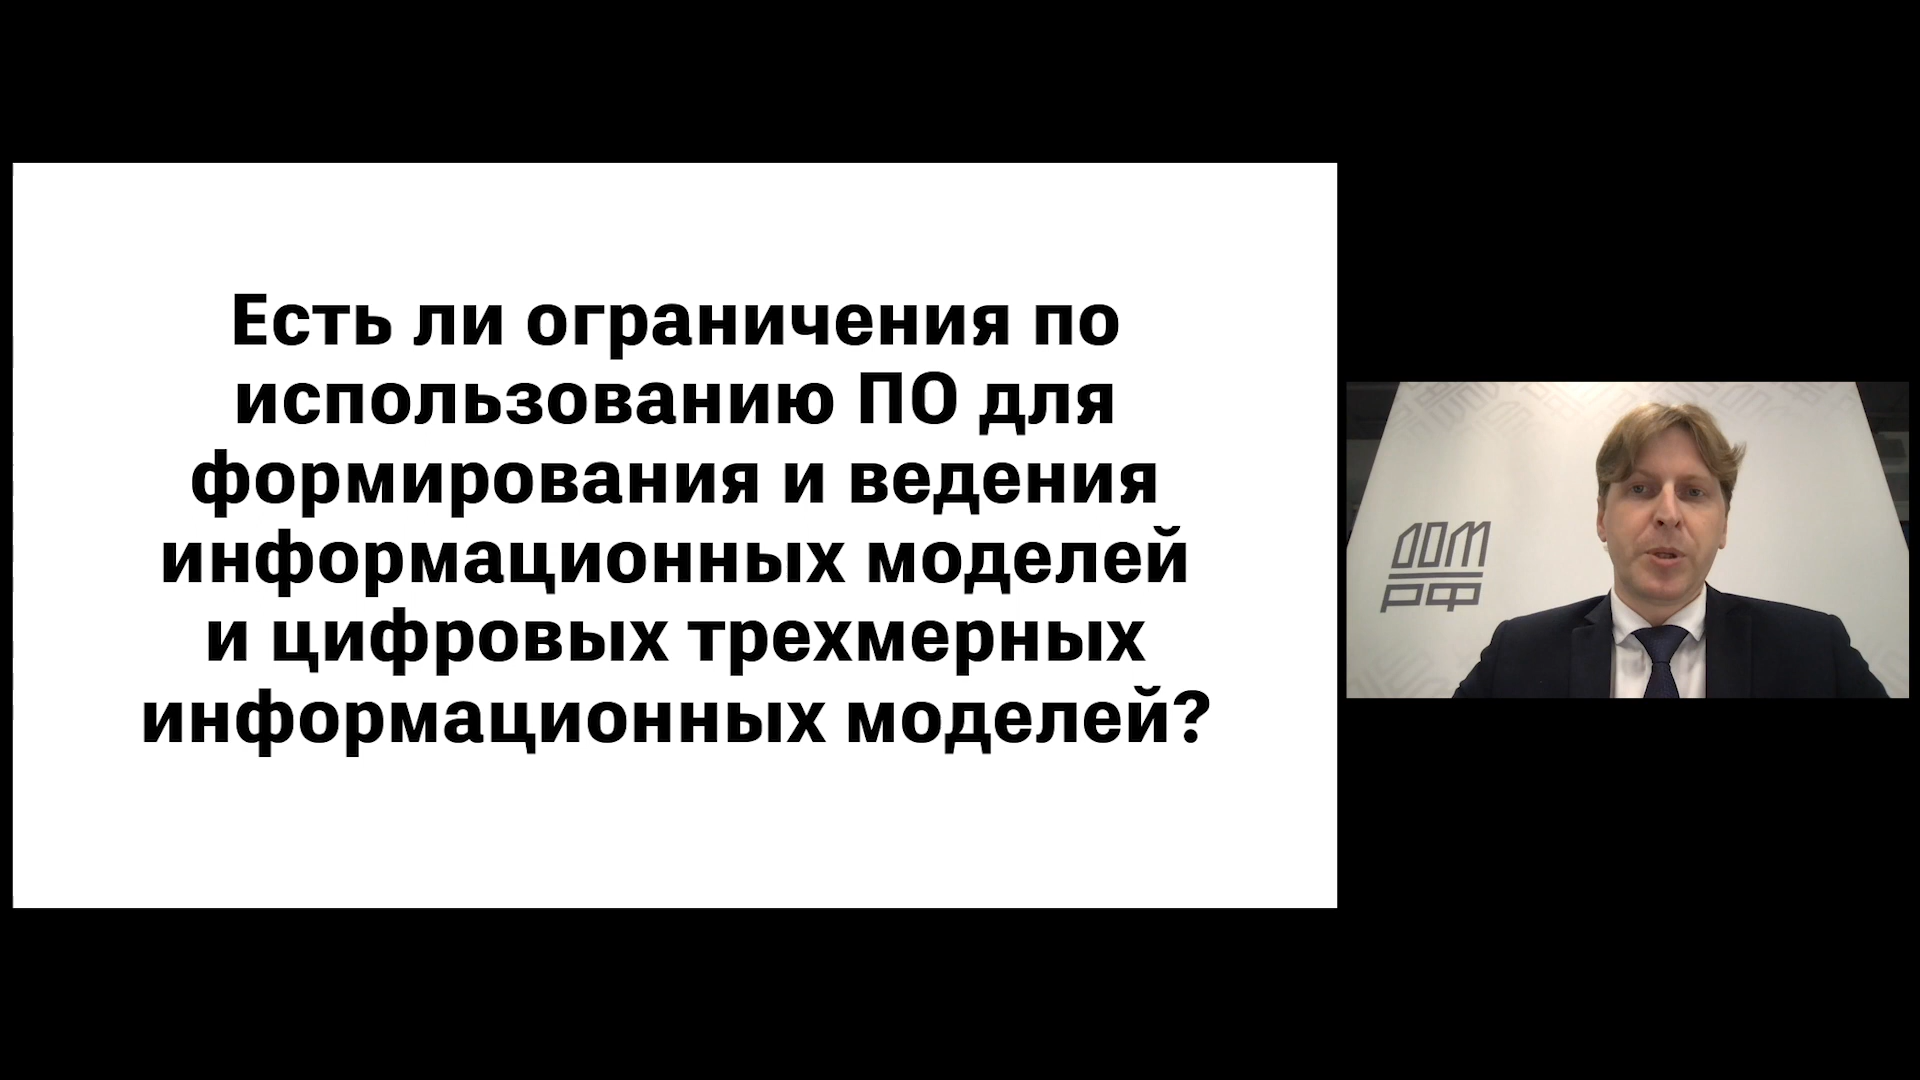 Есть ли ограничения по
использованию ПО для
формирования и ведения
информационных моделей
и цифровых трехмерных
информационных моделей?
ДОМ
РФ